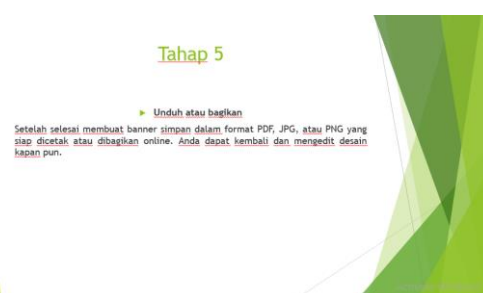 Tahap 5
Unduh atau bagikan
Setelah selesai membuat banner simpan dalam format PDF, JPG, atau PNG yang
siap dicetak atau dibagikan online. Anda dapat kembali dan mengedit desain
kapan pun.